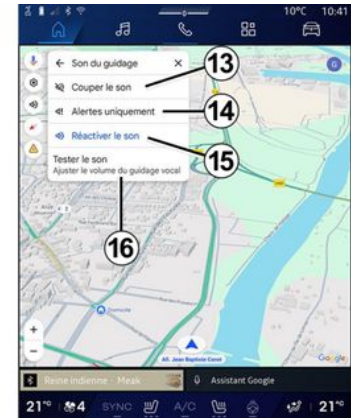 10°C 10:41
Son du guidage
Couper le son
13
Alertes uniquement
14
Réactiver le son
15
Tester le son
Ajuster le volume du guidage vocal
16
G
Domicile
All. Jean Baptiste Carot
Google
Reine indienne · Meak
Assistant Google
21°C
4
SYNC
A/C
21°C